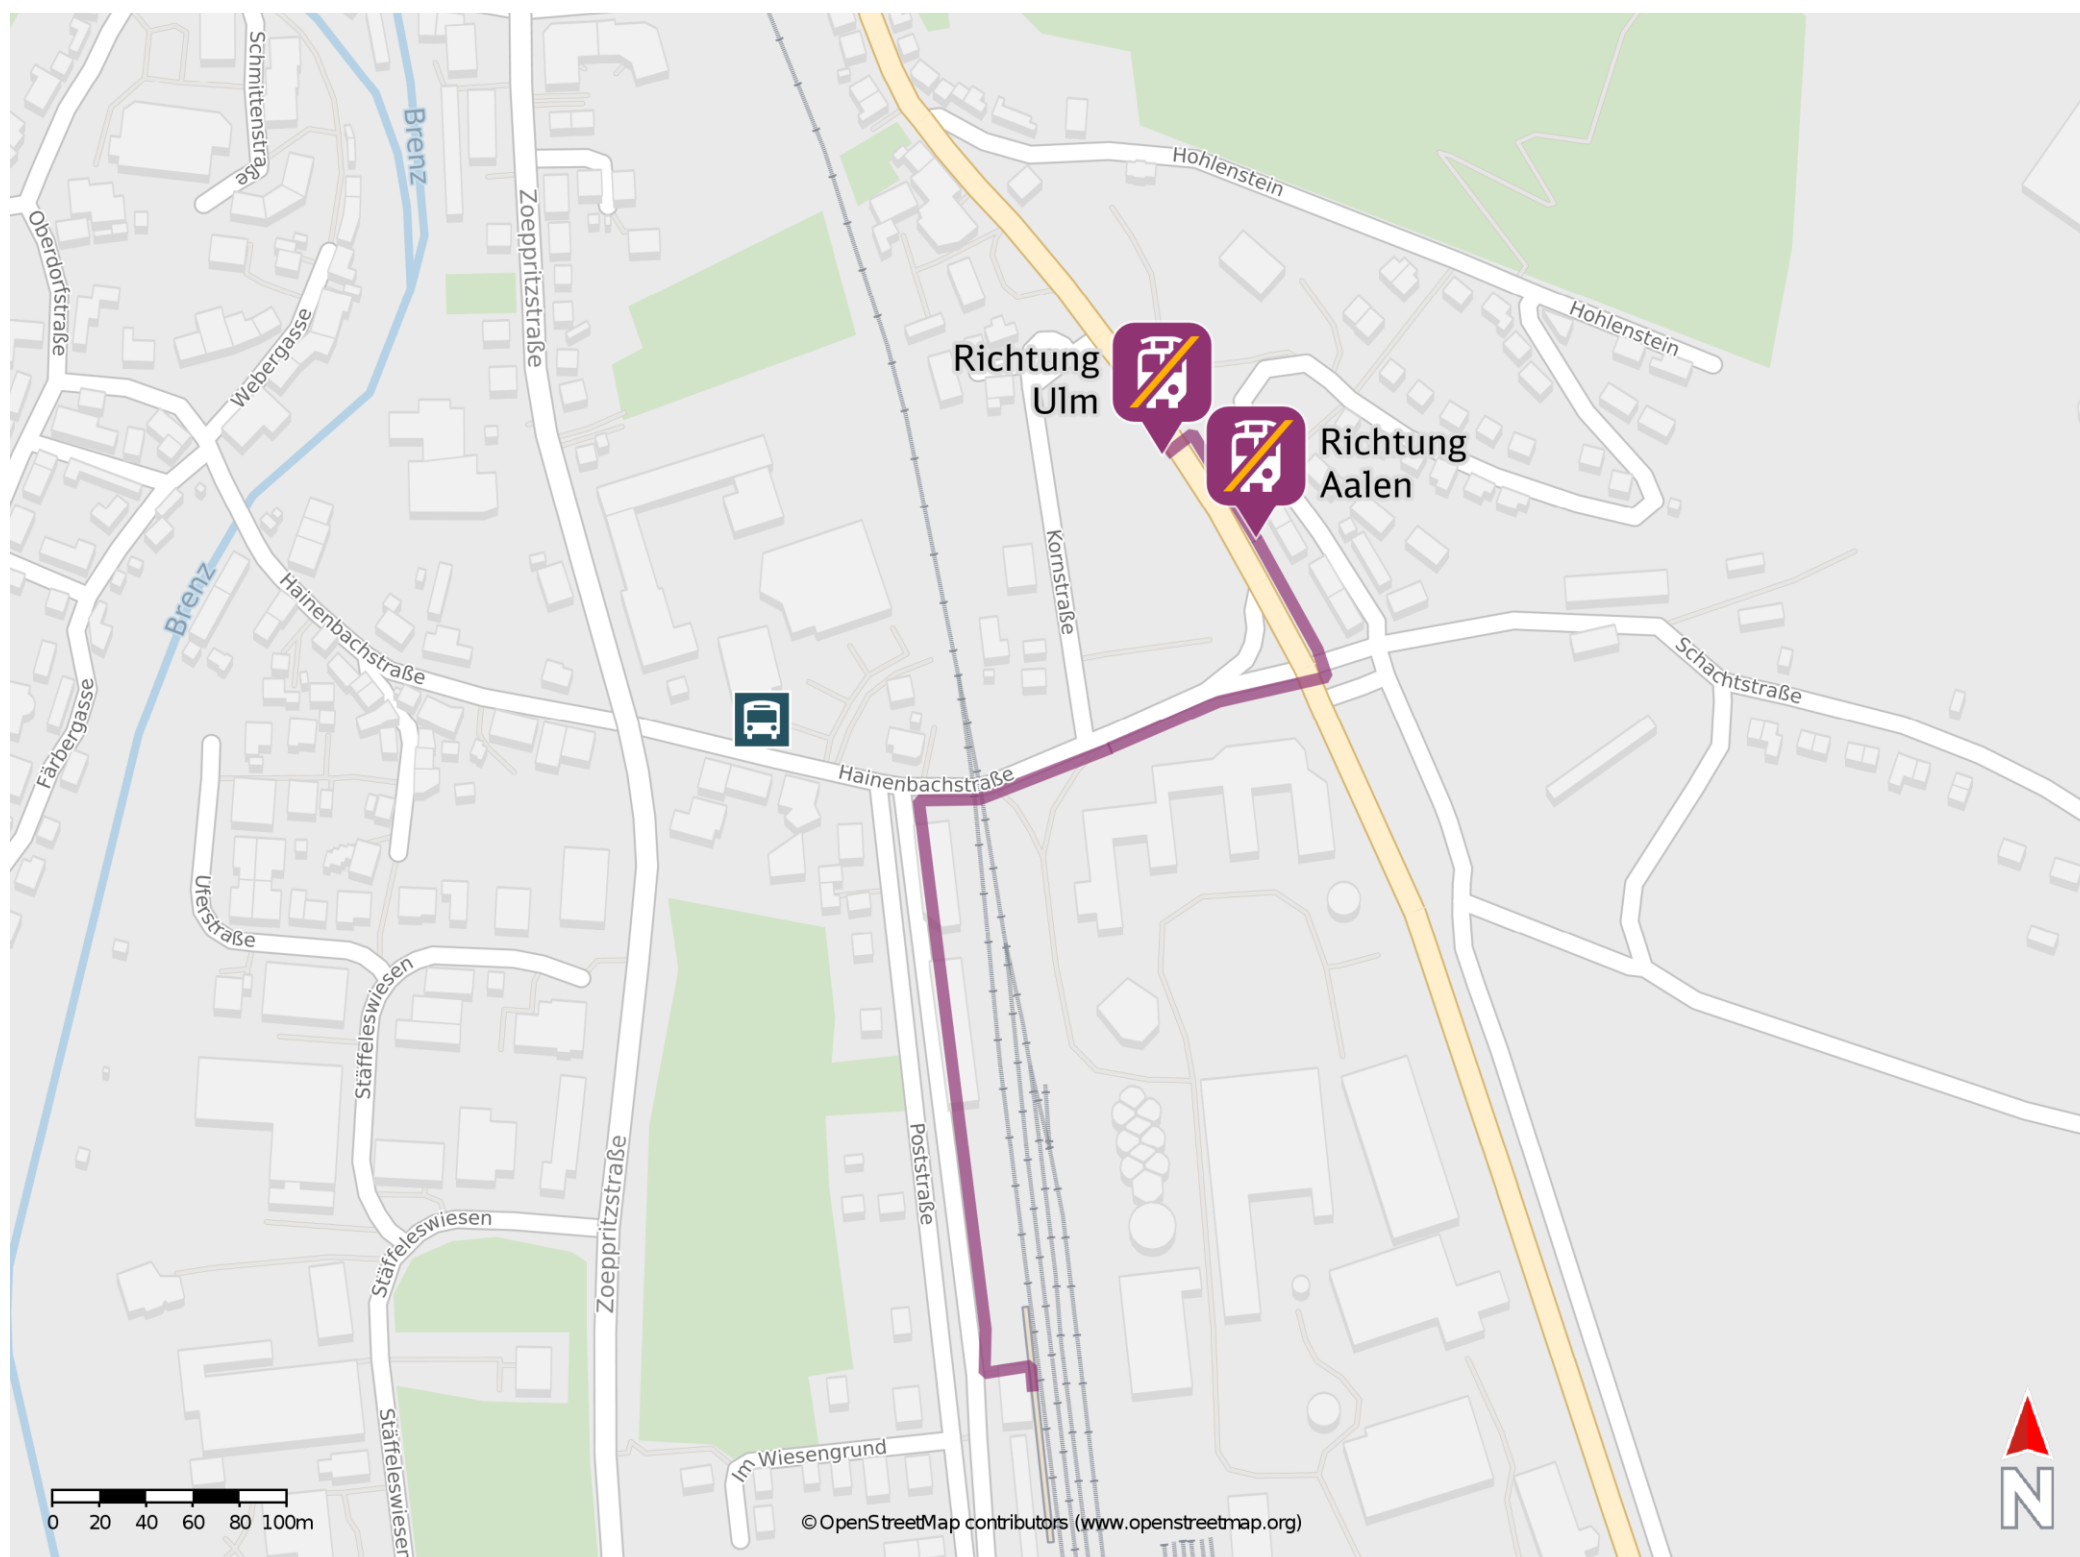 Schmittenstraße
Brenz
Hohlenstein
Zoeppritzstraße
Oberdorfstraße
Webergasse
Hohlenstein
Richtung
Ulm
Richtung
Aalen
Kornstraße
Brenz
Hainenbachstraße
Schachtstraße
Färbergasse
Hainenbachstraße
Uferstraße
Stäffeleswiesen
Poststraße
Zoeppritzstraße
Stäffeleswiesen
Stäffeleswiesen
Im Wiesengrund
N
0 20 40 60 80 100m
©OpenStreetMap contributors (www.openstreetmap.org)